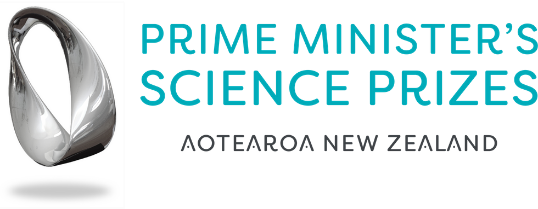 PRIME MINISTER'S
SCIENCE PRIZES
AOTEAROA NEW ZEALAND